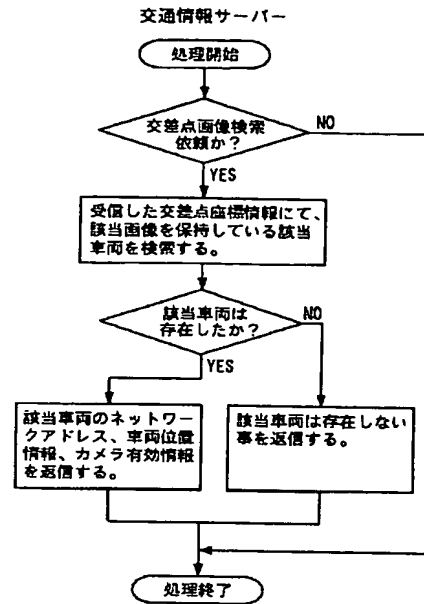 交通情報サーバー
処理開始
交差点画像検索
依頼か？
NO
YES
受信した交差点座標情報にて、
該当画像を保持している該当
車両を検索する。
該当車両は
存在したか？
NO
YES
該当車両のネットワー
クアドレス、車両位置
情報、カメラ有効情報
を返信する。
該当車両は存在しない
事を返信する。
処理終了